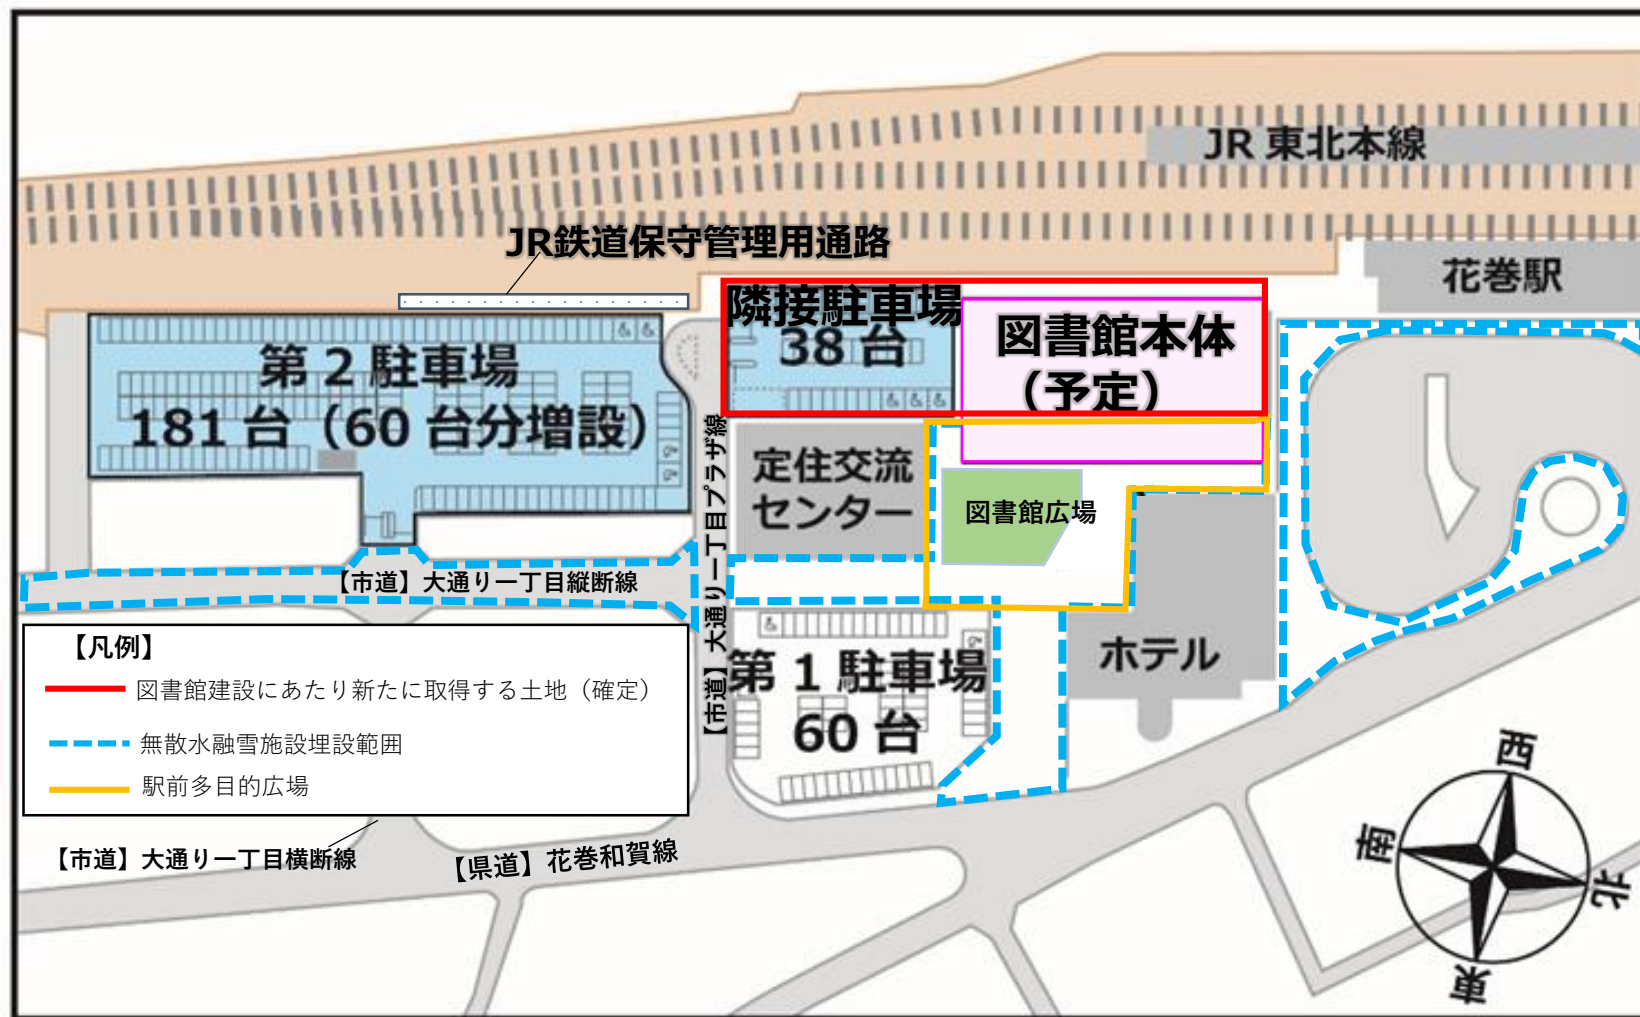 JR 東北本線
JR鉄道保守管理用通路
花巻駅
隣接駐車場
38 台
図書館本体
（予定）
第 2 駐車場
181 台（60 台分増設）
定住交流
センター
図書館広場
【市道】大通り一丁目プラザ線
【市道】大通り一丁目縦断線
ホテル
第 1 駐車場
60 台
【凡例】
図書館建設にあたり新たに取得する土地（確定）
無散水融雪施設埋設範囲
駅前多目的広場
【市道】大通り一丁目横断線
【県道】花巻和賀線
西
南
北
東